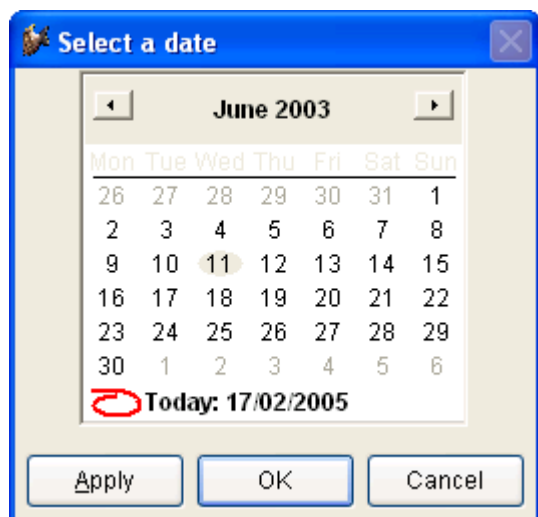 Select a date
June 2003
Mon Tue Wed Thu Fri Sat Sun
26 27 28 29 30 31 1
2 3 4 5 6 7 8
9 10 11 12 13 14 15
16 17 18 19 20 21 22
23 24 25 26 27 28 29
30 1 2 3 4 5 6
Today: 17/02/2005
Apply OK Cancel